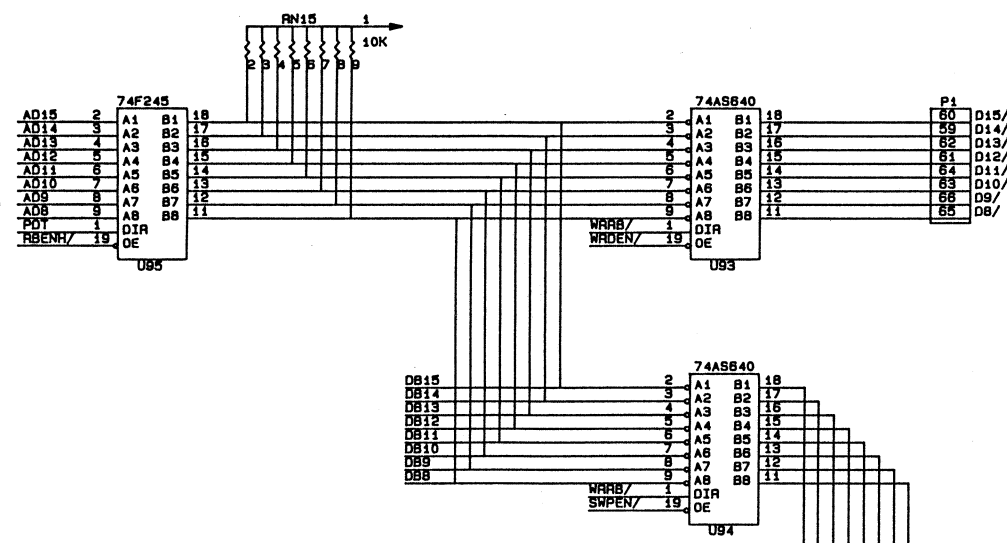 RN15 1
10K
2 3 4 5 6 7 8 9
74F245
AD15 2 A1 B1 18
AD14 3 A2 B2 17
AD13 4 A3 B3 16
AD12 5 A4 B4 15
AD11 6 A5 B5 14
AD10 7 A6 B6 13
AD9 8 A7 B7 12
AD8 9 A8 B8 11
PDT 1 DIR
RBENH/ 19 OE
U95
74AS640
2 A1 B1 18
3 A2 B2 17
4 A3 B3 16
5 A4 B4 15
6 A5 B5 14
7 A6 B6 13
8 A7 B7 12
9 A8 B8 11
WRRB/ 1 DIR
WRDEN/ 19 OE
U93
P1
60 D15/
59 D14/
62 D13/
61 D12/
64 D11/
63 D10/
66 D9/
65 D8/
74AS640
DB15 2 A1 B1 18
DB14 3 A2 B2 17
DB13 4 A3 B3 16
DB12 5 A4 B4 15
DB11 6 A5 B5 14
DB10 7 A6 B6 13
DB9 8 A7 B7 12
DB8 9 A8 B8 11
WRRB/ 1 DIR
SWPEN/ 19 OE
U94